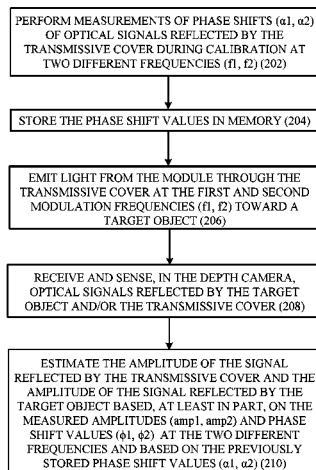 PERFORM MEASUREMENTS OF PHASE SHIFTS (α1, α2)
OF OPTICAL SIGNALS REFLECTED BY THE
TRANSMISSIVE COVER DURING CALIBRATION AT
TWO DIFFERENT FREQUENCIES (f1, f2) (202)
STORE THE PHASE SHIFT VALUES IN MEMORY (204)
EMIT LIGHT FROM THE MODULE THROUGH THE
TRANSMISSIVE COVER AT THE FIRST AND SECOND
MODULATION FREQUENCIES (f1, f2) TOWARD A
TARGET OBJECT (206)
RECEIVE AND SENSE, IN THE DEPTH CAMERA,
OPTICAL SIGNALS REFLECTED BY THE TARGET
OBJECT AND/OR THE TRANSMISSIVE COVER (208)
ESTIMATE THE AMPLITUDE OF THE SIGNAL
REFLECTED BY THE TRANSMISSIVE COVER AND THE
AMPLITUDE OF THE SIGNAL REFLECTED BY THE
TARGET OBJECT BASED, AT LEAST IN PART, ON THE
MEASURED AMPLITUDES (amp1, amp2) AND PHASE
SHIFT VALUES (ϕ1, ϕ2) AT THE TWO DIFFERENT
FREQUENCIES AND BASED ON THE PREVIOUSLY
STORED PHASE SHIFT VALUES (α1, α2) (210)